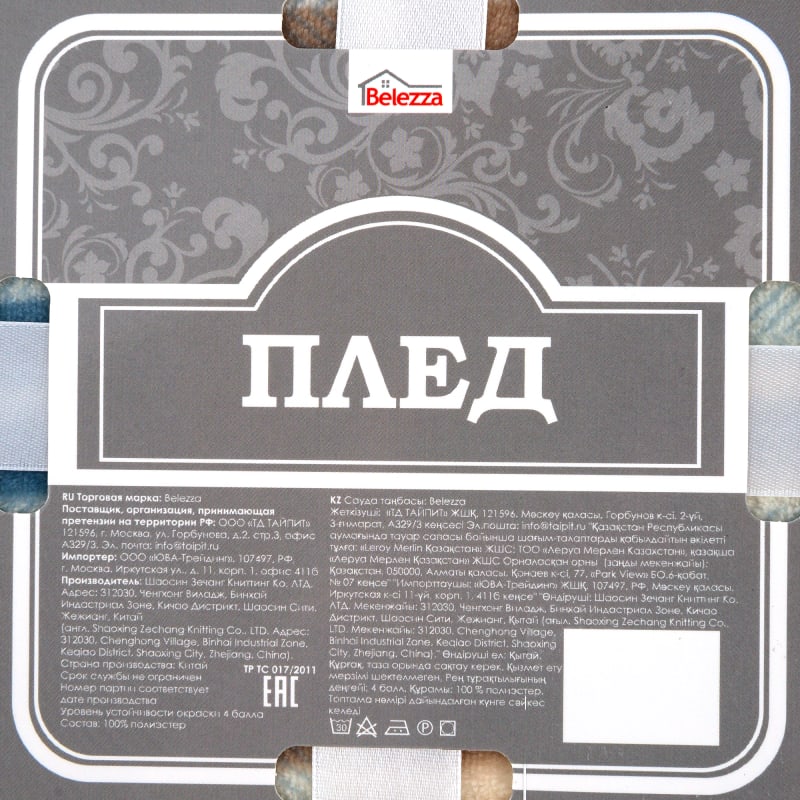 Belezza
ПЛЕД
RU Торговая марка: Belezza
Поставщик, организация, принимающая
претензии на территории РФ: ООО «ТД ТАЙПИТ»
121596, г. Москва, ул. Горбунова, д.2, стр.3, офис
А329/3, Эл. почта: info@taipit.ru
Импортер: ООО «ЮВА-Трейдинг», 107497, РФ,
г. Москва, Иркутская ул., д. 11, корп. 1, офис 411б
Производитель: Шаосин Зечанг Книттинг Ко, ЛТД.
Адрес: 312030, Ченгхонг Виладж, Бинхай
Индастриал Зоне, Кичао Дистрикт, Шаосин Сити,
Жежианг, Китай
(англ. Shaoxing Zechang Knitting Co., LTD. Адрес:
312030, Chenghong Village, Binhai Industrial Zone,
Keqiao District, Shaoxing City, Zhejiang, China).
Страна производства: Китай
Срок службы не ограничен
Номер партии соответствует
дате производства
Уровень устойчивости окраски 4 балла
Состав: 100% полиэстер
ТР ТС 017/2011
EAC
KZ Сауда таңбасы: Belezza
Жеткізуші: «ТД ТАЙПИТ» ЖШҚ, 121596, Мәскеу қаласы, Горбунов к-сі, 2-үй,
3-ғимарат, А329/3 кеңсесі Эл.пошта: info@taipit.ru "Қазақстан Республикасы
аумағында тауар сапасы бойынша шағым-талаптарды қабылдайтын өкілетті
тұлға: «Leroy Merlin Қазақстан» ЖШС: ТОО «Леруа Мерлен Казахстан», қазақша
«Леруа Мерлен Қазақстан» ЖШС Орналасқан орны (заңды мекенжайы):
Қазақстан, 050000, Алматы қаласы, Қонаев к-сі, 77, «Park View» БО,6-қабат,
№ 07 кеңсе" "Импорттаушы: «ЮВА-Трейдинг» ЖШҚ, 107497, РФ, Мәскеу қаласы,
Иркутская к-сі 11-үй, корп. 1, 411б кеңсе" "Өндіруші: Шаосин Зечанг Книттинг Ко,
ЛТД. Мекенжайы: 312030, Ченгхонг Виладж, Бинхай Индастриал Зоне, Кичао
Дистрикт, Шаосин Сити, Жежианг, Қытай (ағыл. Shaoxing Zechang Knitting Co.,
LTD. Мекенжайы: 312030, Chenghong Village,
Binhai Industrial Zone, Keqiao District, Shaoxing
City, Zhejiang, China)." Өндіруші ел: Қытай.
Құрғақ, таза орында сақтау керек. Қызмет ету
мерзімі шектелмеген. Рең тұрақтылығының
деңгейі: 4 балл. Құрамы: 100 % полиэстер.
Топтама нөмірі дайындалған күнге сәйкес
келеді
30 P